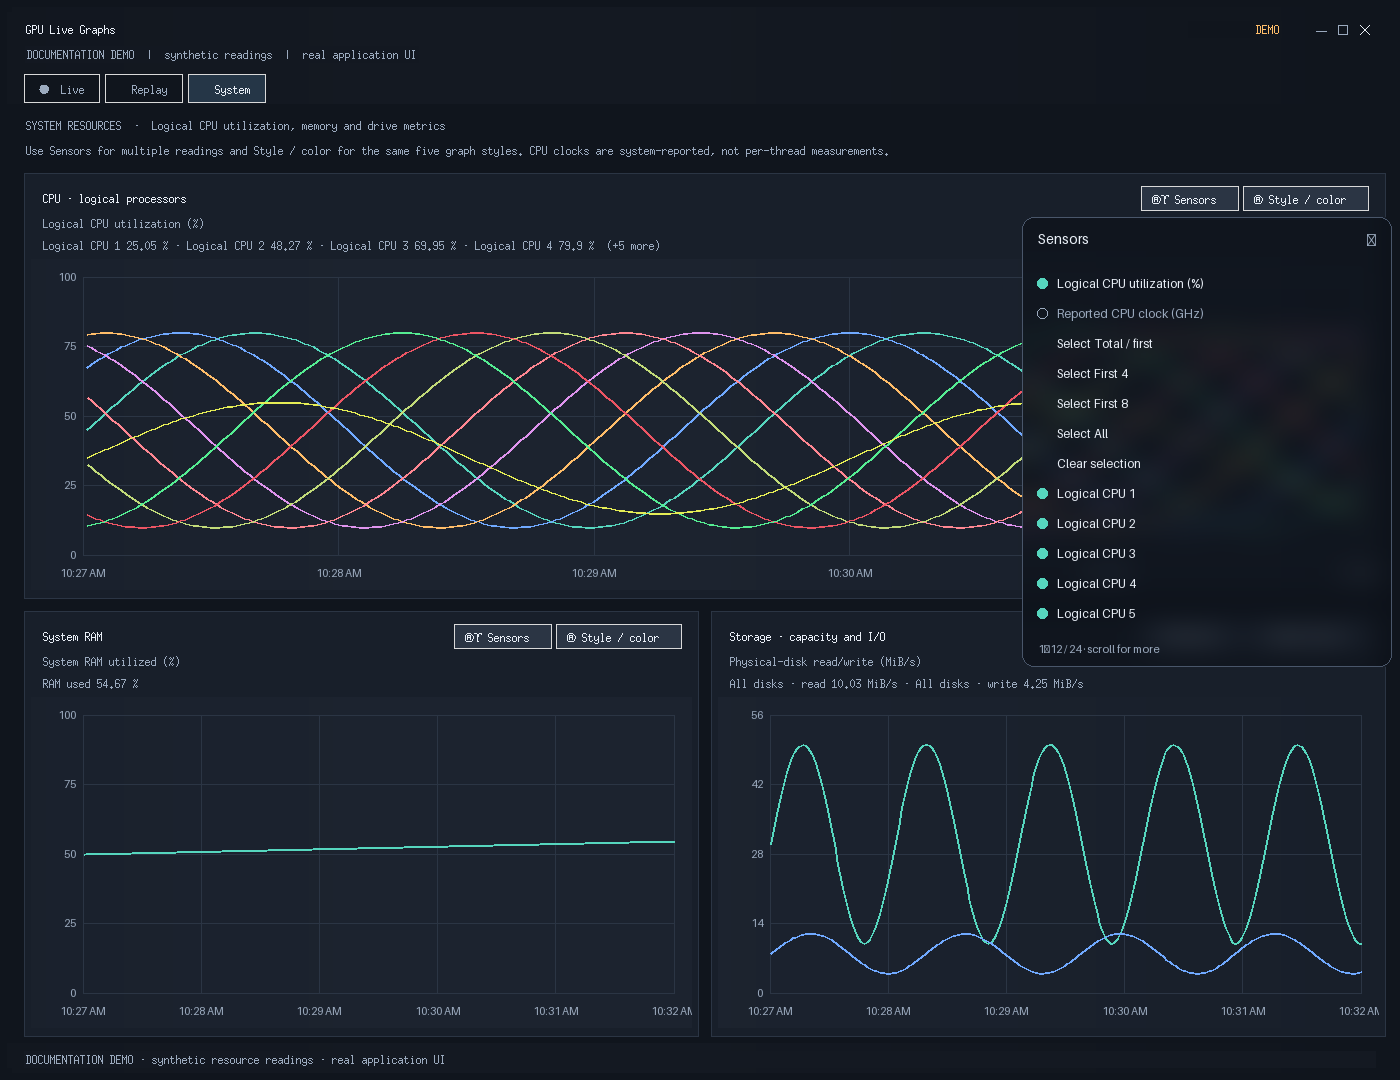 GPU Live Graphs
DEMO
DOCUMENTATION DEMO | synthetic readings | real application UI
Live
Replay
System
SYSTEM RESOURCES · Logical CPU utilization, memory and drive metrics
Use Sensors for multiple readings and Style / color for the same five graph styles. CPU clocks are system-reported, not per-thread measurements.
CPU · logical processors
Sensors
Style / color
Logical CPU utilization (%)
Logical CPU 1 25.05 % · Logical CPU 2 48.27 % · Logical CPU 3 69.95 % · Logical CPU 4 79.9 % (+5 more)
100
75
50
25
0
10:27 AM
10:28 AM
10:29 AM
10:30 AM
Sensors
Logical CPU utilization (%)
Reported CPU clock (GHz)
Select Total / first
Select First 4
Select First 8
Select All
Clear selection
Logical CPU 1
Logical CPU 2
Logical CPU 3
Logical CPU 4
Logical CPU 5
12 / 24 · scroll for more
System RAM
Sensors
Style / color
System RAM utilized (%)
RAM used 54.67 %
100
75
50
25
0
10:27 AM
10:28 AM
10:29 AM
10:30 AM
10:31 AM
10:32 AM
Storage · capacity and I/O
Physical-disk read/write (MiB/s)
All disks · read 10.03 MiB/s · All disks · write 4.25 MiB/s
56
42
28
14
0
10:27 AM
10:28 AM
10:29 AM
10:30 AM
10:31 AM
10:32 AM
DOCUMENTATION DEMO · synthetic resource readings · real application UI